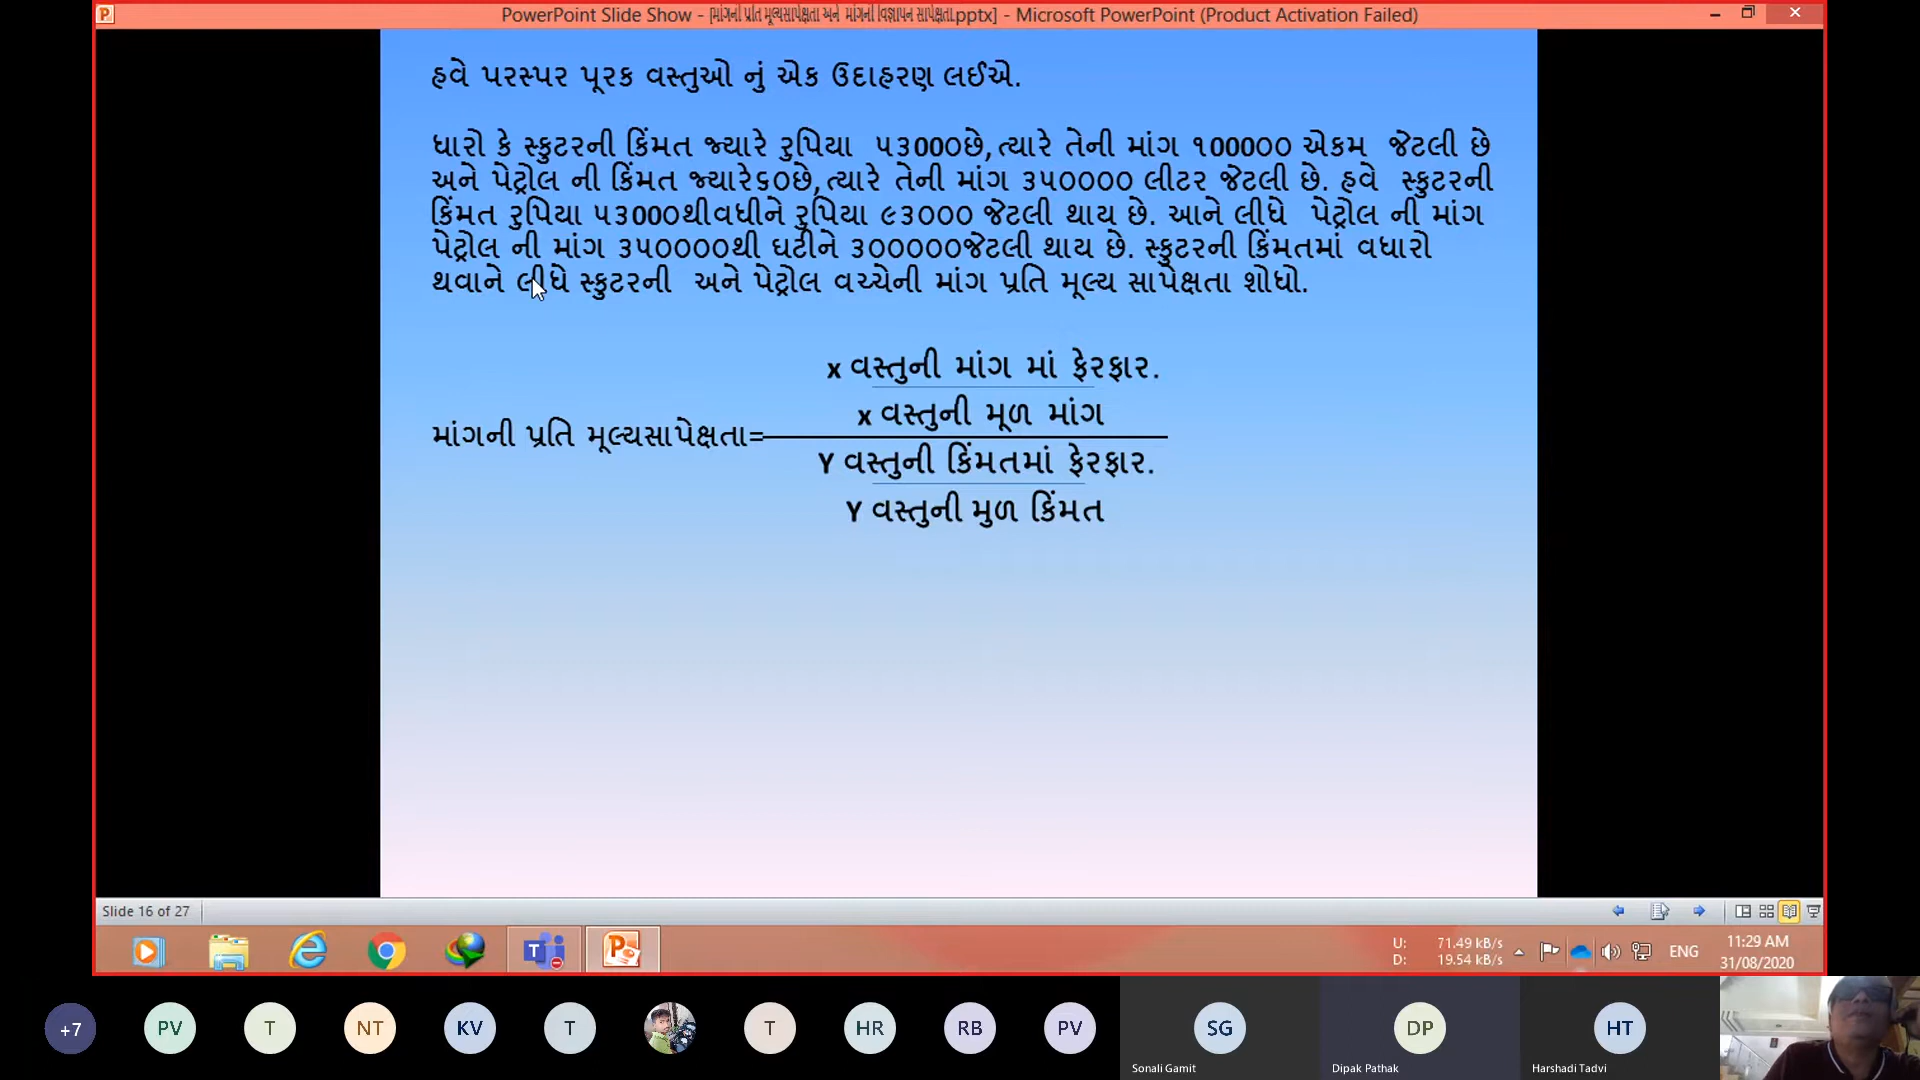 PowerPoint Slide Show - [માંગની પ્રતિ મૂલ્યસાપેક્ષતા અને માંગની વિજ્ઞાપન સાપેક્ષતા.pptx] - Microsoft PowerPoint (Product Activation Failed)
હવે પરસ્પર પૂરક વસ્તુઓ નું એક ઉદાહરણ લઈએ.
ધારો કે સ્કુટરની કિંમત જ્યારે રુપિયા ૫૩000છે,ત્યારે તેની માંગ ૧00000 એકમ જેટલી છે
અને પેટ્રોલ ની કિંમત જ્યારે૬૦છે,ત્યારે તેની માંગ ૩૫૦૦૦૦ લીટર જેટલી છે. હવે સ્કુટરની
કિંમત રુપિયા ૫૩000થીવધીને રુપિયા ૯૩૦૦૦ જેટલી થાય છે. આને લીધે પેટ્રોલ ની માંગ
પેટ્રોલ ની માંગ ૩૫૦૦૦૦થી ઘટીને ૩૦૦૦૦૦જેટલી થાય છે. સ્કુટરની કિંમતમાં વધારો
થવાને લીધે સ્કુટરની અને પેટ્રોલ વચ્ચેની માંગ પ્રતિ મૂલ્ય સાપેક્ષતા શોધો.
x વસ્તુની માંગ માં ફેરફાર.
x વસ્તુની મૂળ માંગ
માંગની પ્રતિ મૂલ્યસાપેક્ષતા=
Y વસ્તુની કિંમતમાં ફેરફાર.
Y વસ્તુની મુળ કિંમત
Slide 16 of 27
U: 71.49 kB/s
D: 19.54 kB/s
ENG
11:29 AM
31/08/2020
+7 PV T NT KV T T HR RB PV SG DP HT
Sonali Gamit Dipak Pathak Harshadi Tadvi